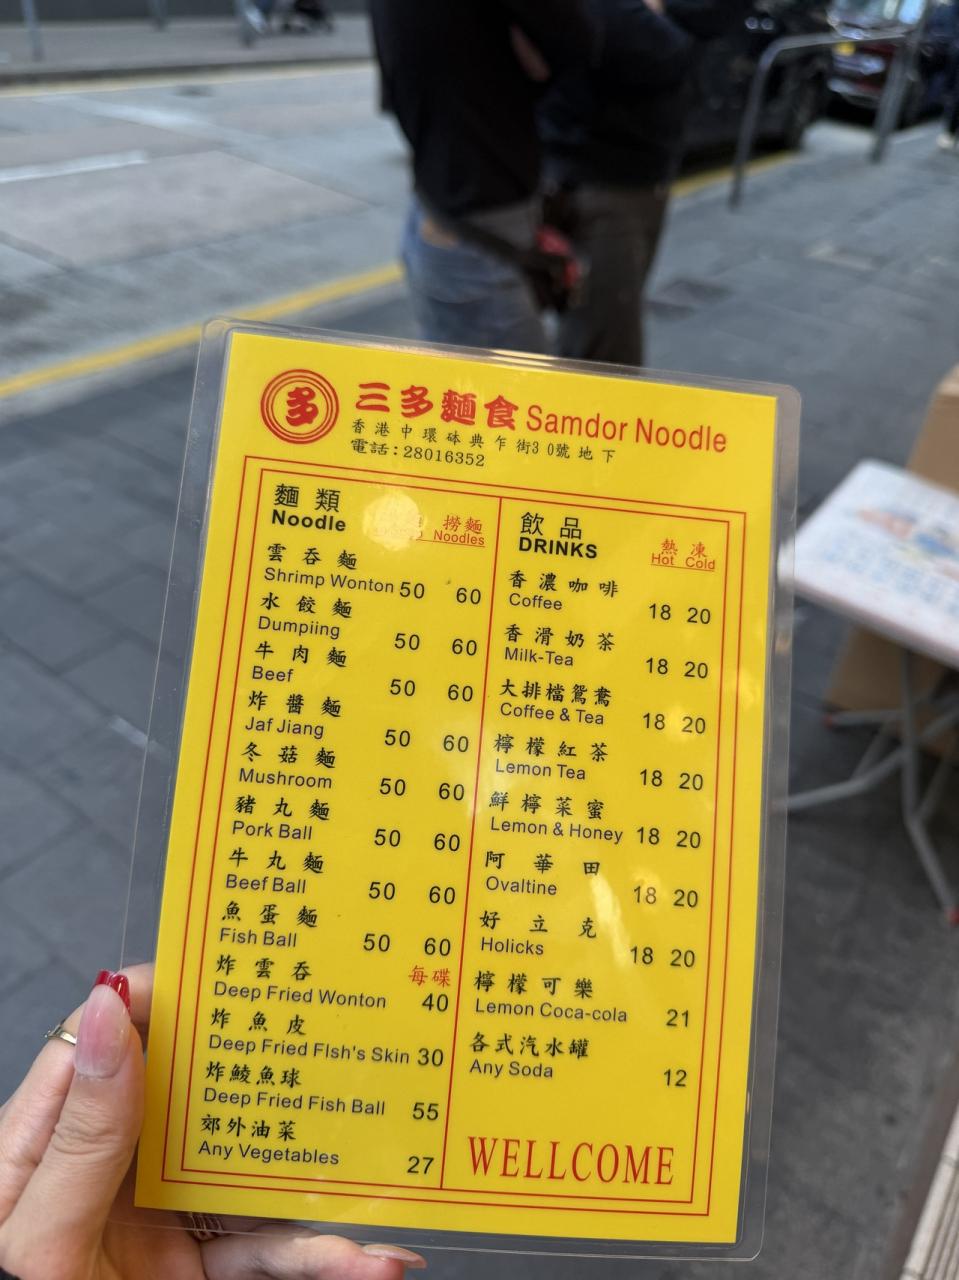 多 三多麵食 Samdor Noodle
香港中環砵典乍街30號地下
電話:28016352
麵類
Noodle
撈麵
Noodles
雲吞麵
Shrimp Wonton 50 60
水餃麵
Dumpiing 50 60
牛肉麵
Beef 50 60
炸醬麵
Jaf Jiang 50 60
冬菇麵
Mushroom 50 60
豬丸麵
Pork Ball 50 60
牛丸麵
Beef Ball 50 60
魚蛋麵
Fish Ball 50 60
炸雲吞 每碟
Deep Fried Wonton 40
炸魚皮
Deep Fried FIsh's Skin 30
炸鯪魚球
Deep Fried Fish Ball 55
郊外油菜
Any Vegetables 27
飲品
DRINKS
熱 凍
Hot Cold
香濃咖啡
Coffee 18 20
香滑奶茶
Milk-Tea 18 20
大排檔鴛鴦
Coffee & Tea 18 20
檸檬紅茶
Lemon Tea 18 20
鮮檸菜蜜
Lemon & Honey 18 20
阿華田
Ovaltine 18 20
好立克
Holicks 18 20
檸檬可樂
Lemon Coca-cola 21
各式汽水罐
Any Soda 12
WELLCOME